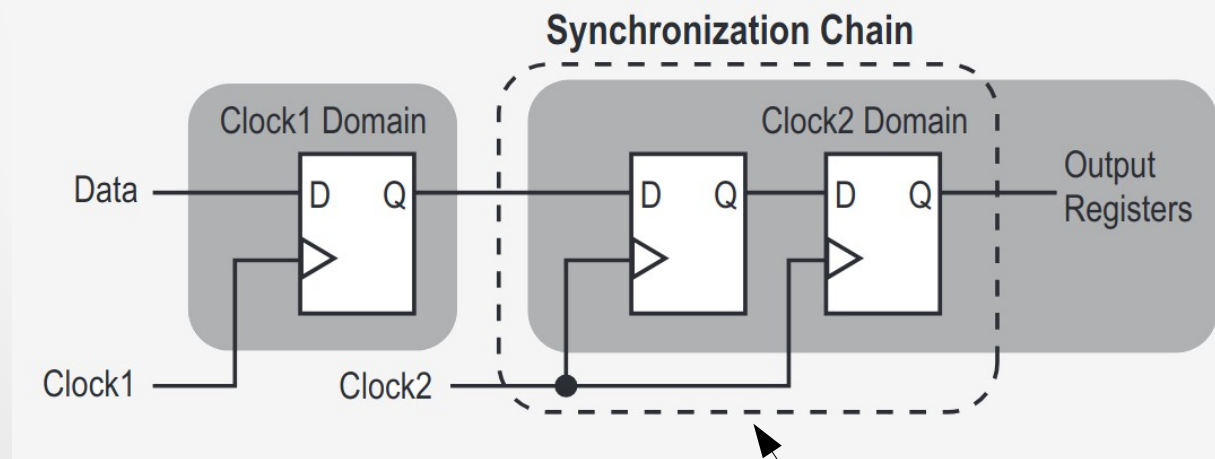 Synchronization Chain
Clock1 Domain
Clock2 Domain
Data
D Q
D Q
D Q
Output
Registers
Clock1
Clock2